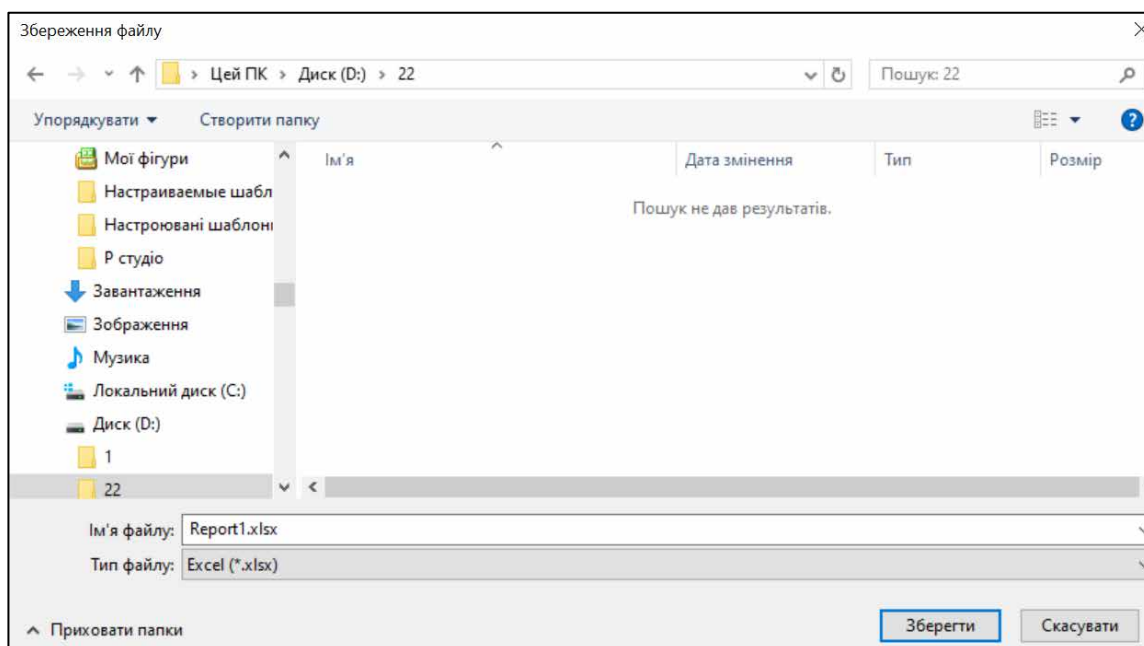 Збереження файлу
Цей ПК > Диск (D:) > 22
Пошук: 22
Упорядкувати
Створити папку
Мої фігури
Настраиваемые шабл
Настроювані шаблон
Р студіо
Завантаження
Зображення
Музика
Локальний диск (C:)
Диск (D:)
1
22
Ім'я
Дата змінення
Тип
Розмір
Пошук не дав результатів.
Ім'я файлу: Report1.xlsx
Тип файлу: Excel (*.xlsx)
Приховати папки
Зберегти
Скасувати